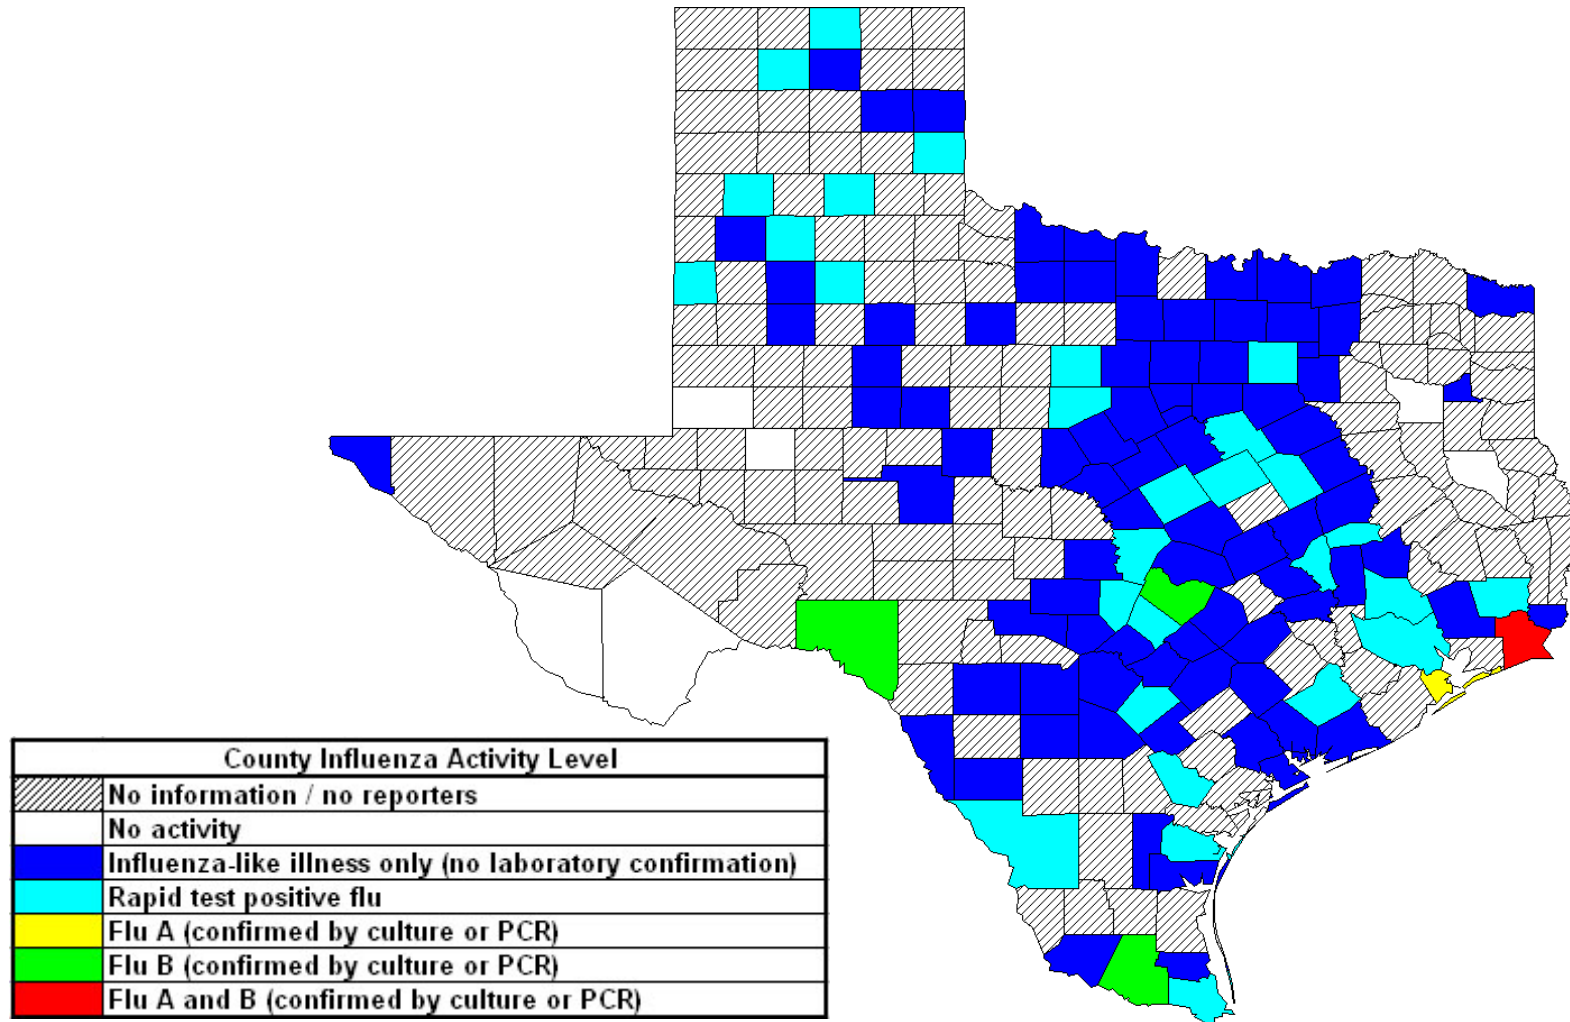 County Influenza Activity Level
No information / no reporters
No activity
Influenza-like illness only (no laboratory confirmation)
Rapid test positive flu
Flu A (confirmed by culture or PCR)
Flu B (confirmed by culture or PCR)
Flu A and B (confirmed by culture or PCR)